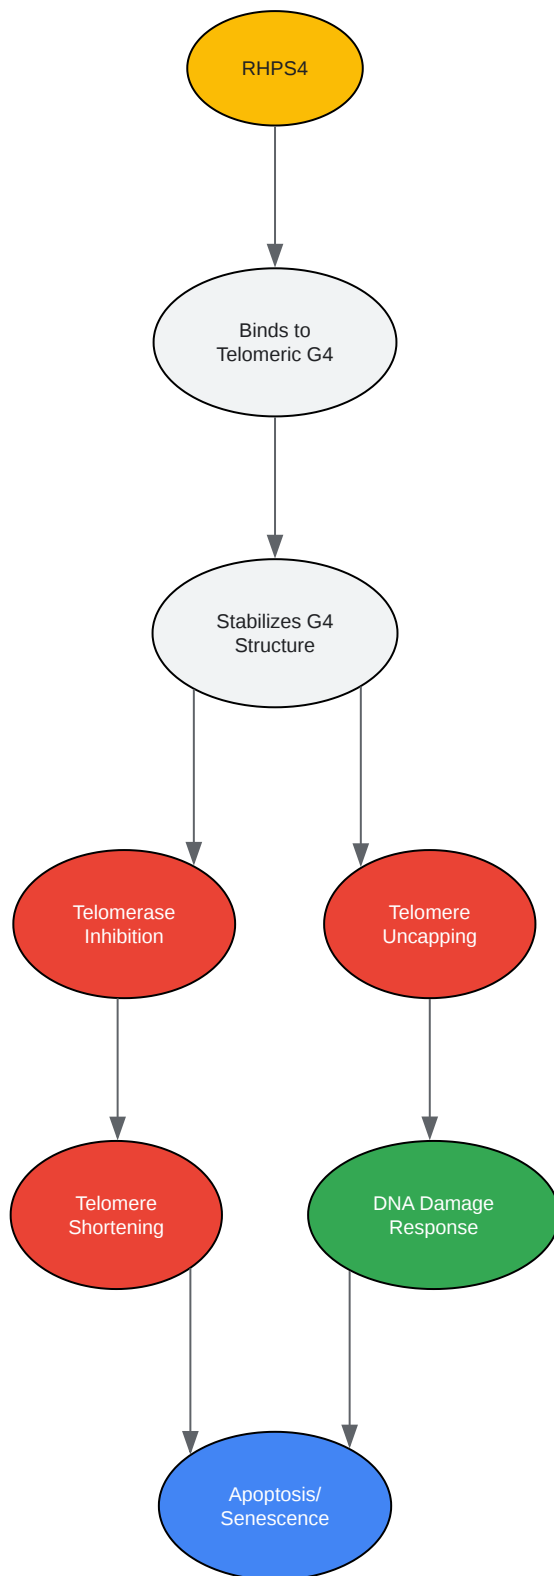 RHPS4
Binds to
Telomeric G4
Stabilizes G4
Structure
Telomerase
Inhibition
Telomere
Uncapping
Telomere
Shortening
DNA Damage
Response
Apoptosis/
Senescence